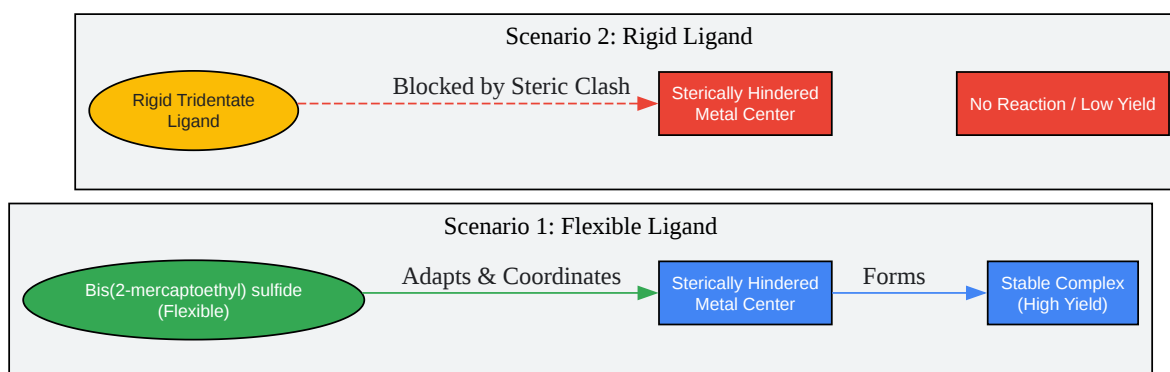 Scenario 2: Rigid Ligand
Rigid Tridentate
Ligand
Blocked by Steric Clash
Sterically Hindered
Metal Center
No Reaction / Low Yield
Scenario 1: Flexible Ligand
Bis(2-mercaptoethyl) sulfide
(Flexible)
Adapts & Coordinates
Sterically Hindered
Metal Center
Forms
Stable Complex
(High Yield)